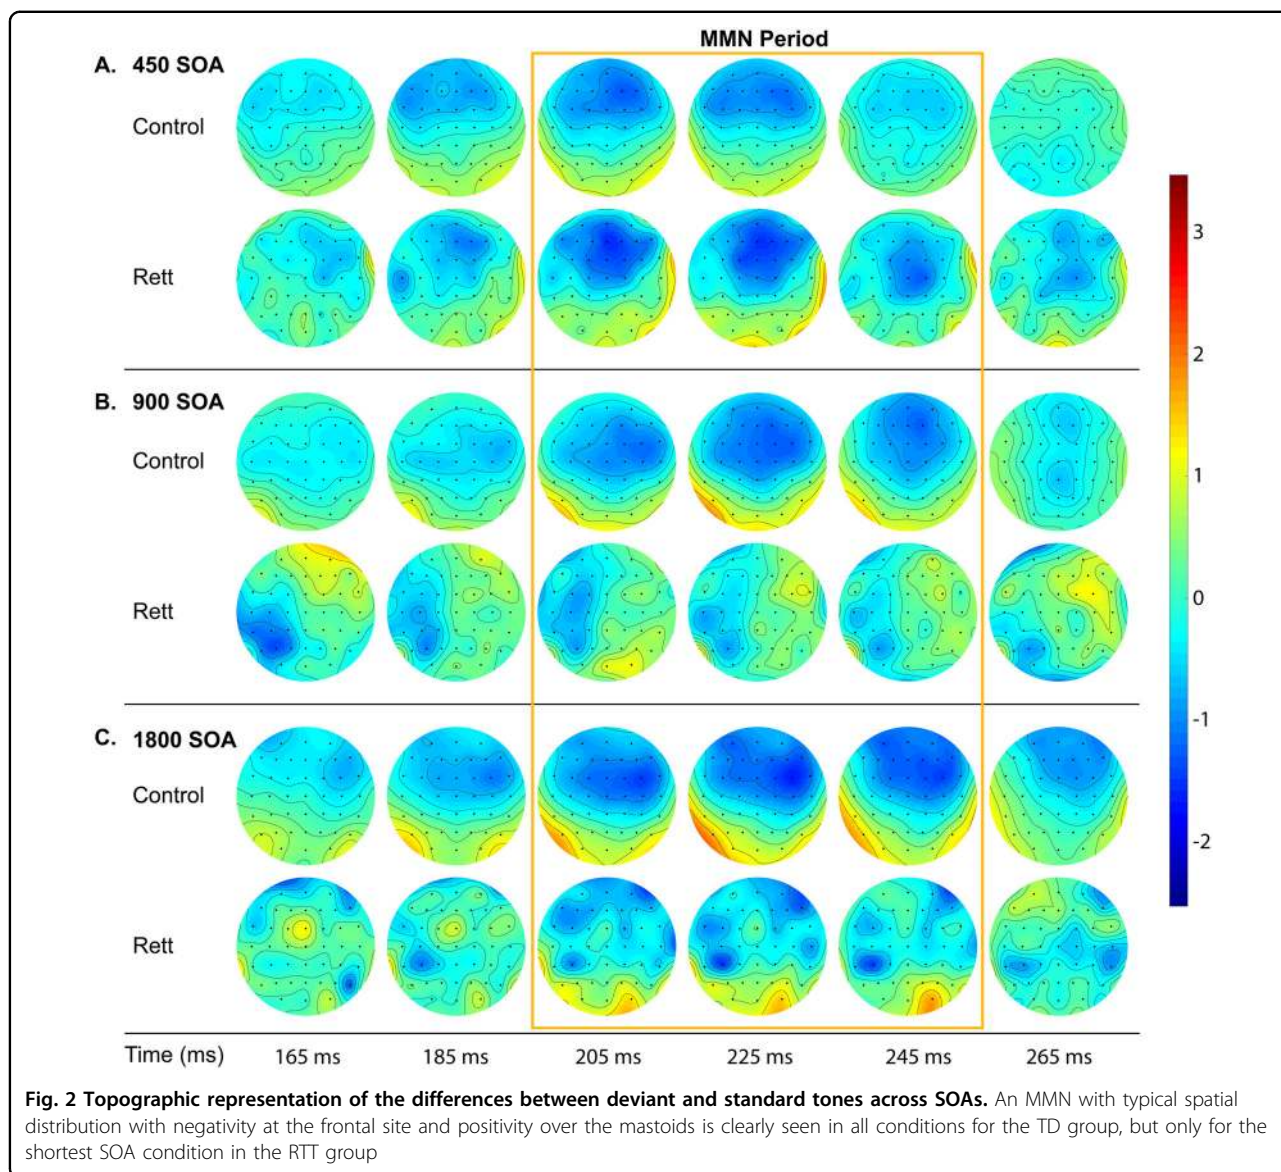 MMN Period
A. 450 SOA
Control
Rett
B. 900 SOA
Control
Rett
C. 1800 SOA
Control
Rett
3
2
1
0
-1
-2
Time (ms) 165 ms 185 ms 205 ms 225 ms 245 ms 265 ms
Fig. 2 Topographic representation of the differences between deviant and standard tones across SOAs. An MMN with typical spatial
distribution with negativity at the frontal site and positivity over the mastoids is clearly seen in all conditions for the TD group, but only for the
shortest SOA condition in the RTT group